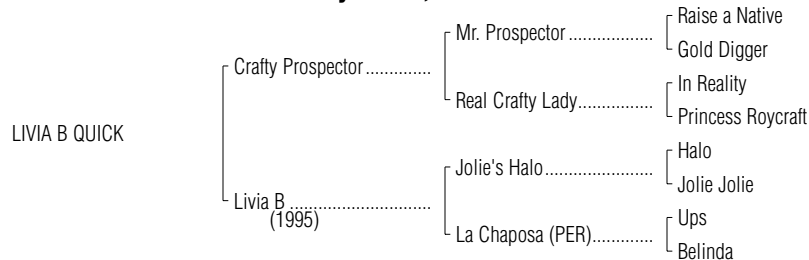 Raise a Native
Mr. Prospector ...................
Gold Digger
Crafty Prospector...............
In Reality
Real Crafty Lady.................
Princess Roycraft
LIVIA B QUICK
Halo
Jolie's Halo........................
Jolie Jolie
Livia B ................................
(1995)
Ups
La Chaposa (PER)..............
Belinda